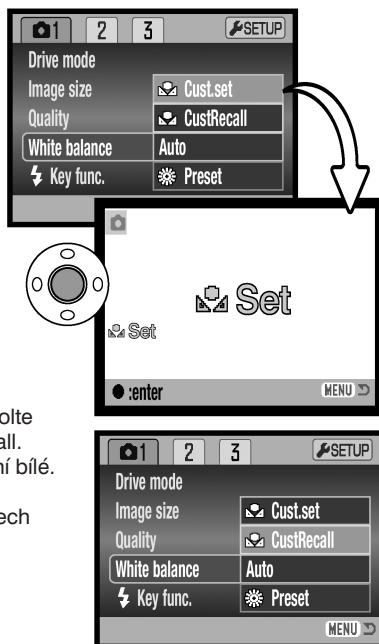 1 2 3 SETUP
Drive mode
Image size Cust.set
Quality CustRecall
White balance Auto
Key func. Preset
Set
Set
:enter MENU
olte
all.
ní bílé.
ech
1 2 3 SETUP
Drive mode
Image size Cust.set
Quality CustRecall
White balance Auto
Key func. Preset
MENU